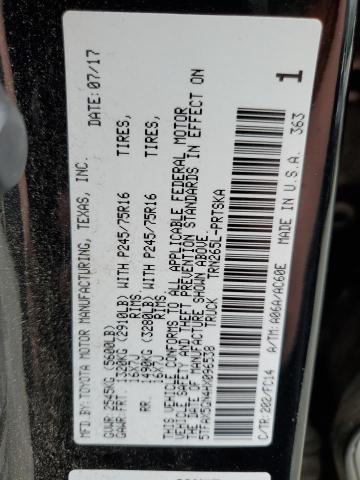 MFD.BY:TOYOTA MOTOR MANUFACTURING, TEXAS, INC.
DATE: 07/17
GVWR: 2545KG (5600LB)
GAWR: FRT. 1320KG (2910LB) WITH P245/75R16 TIRES,
16X7J RIMS
RR. 1490KG (3280LB) WITH P245/75R16 TIRES,
16X7J RIMS
THIS VEHICLE CONFORMS TO ALL APPLICABLE FEDERAL MOTOR
VEHICLE SAFETY AND THEFT PREVENTION STANDARDS IN EFFECT ON
THE DATE OF MANUFACTURE SHOWN ABOVE.
TRUCK TRN265L-PRTSKA
C/TR:202/FC14 A/TM:A06A/AC60E
MADE IN U.S.A. 363
1